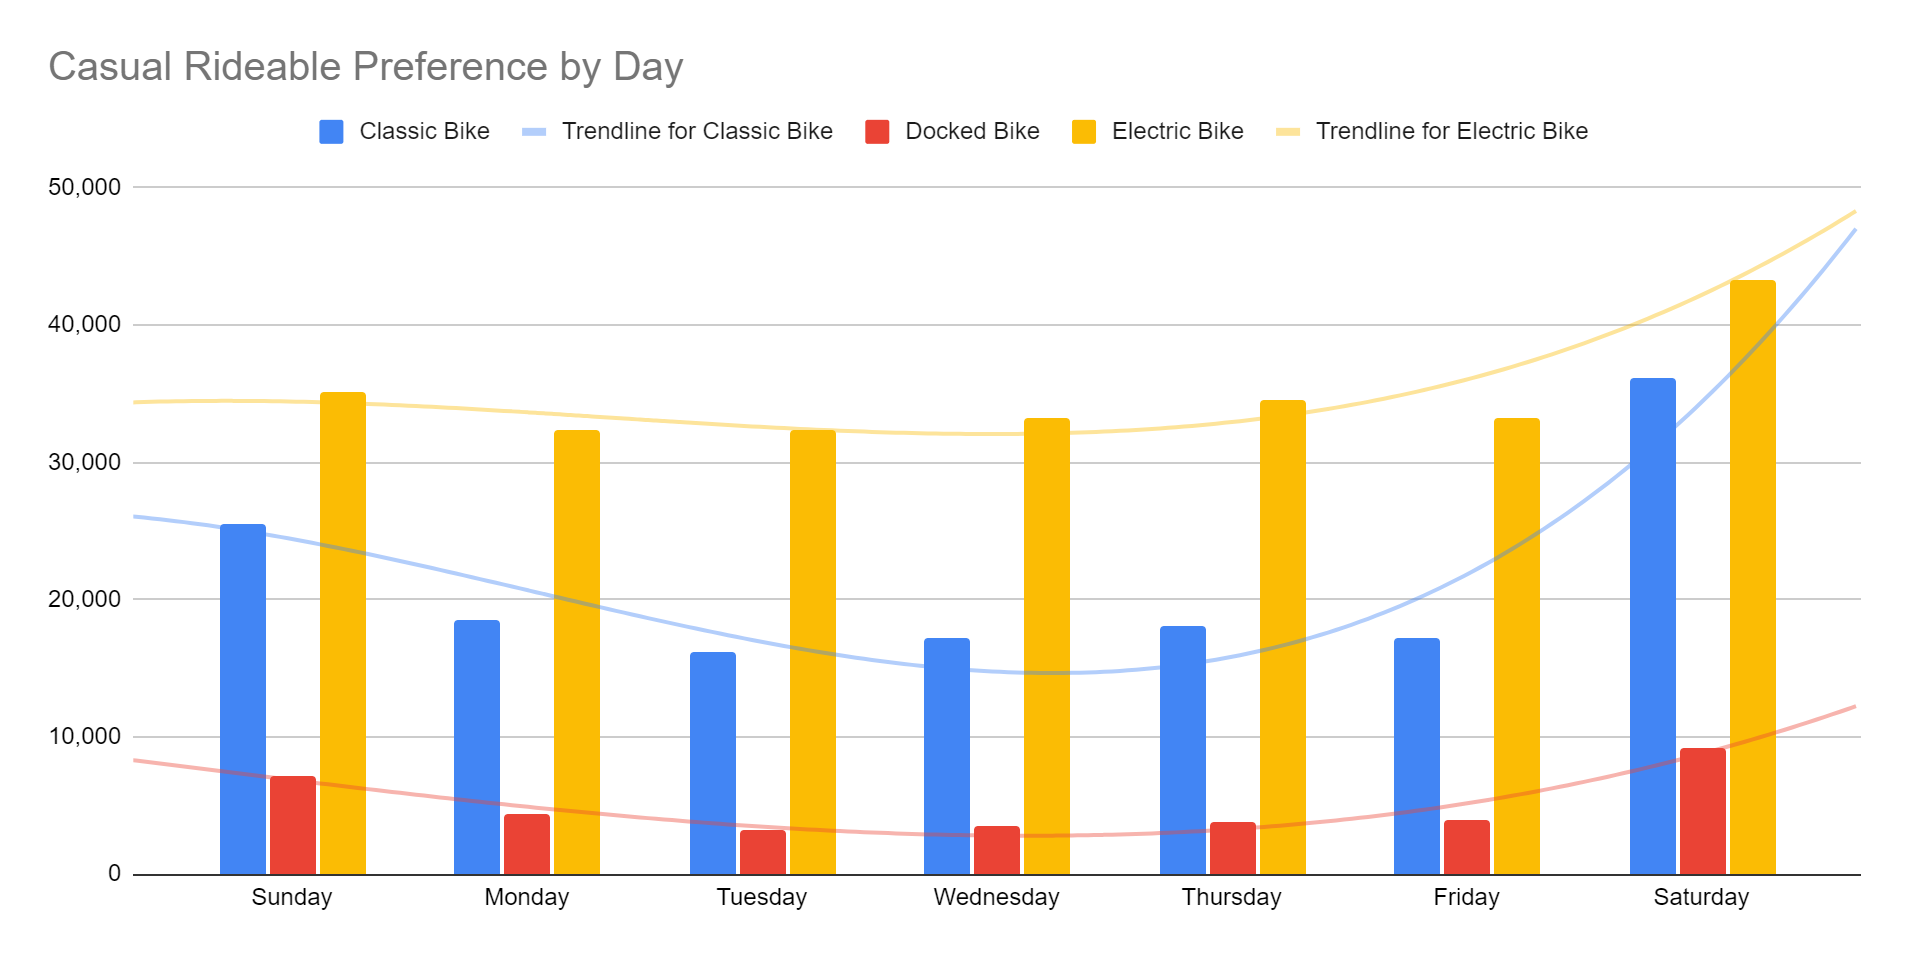 Casual Rideable Preference by Day
Classic Bike Trendline for Classic Bike Docked Bike Electric Bike Trendline for Electric Bike
50,000
40,000
30,000
20,000
10,000
0
Sunday Monday Tuesday Wednesday Thursday Friday Saturday